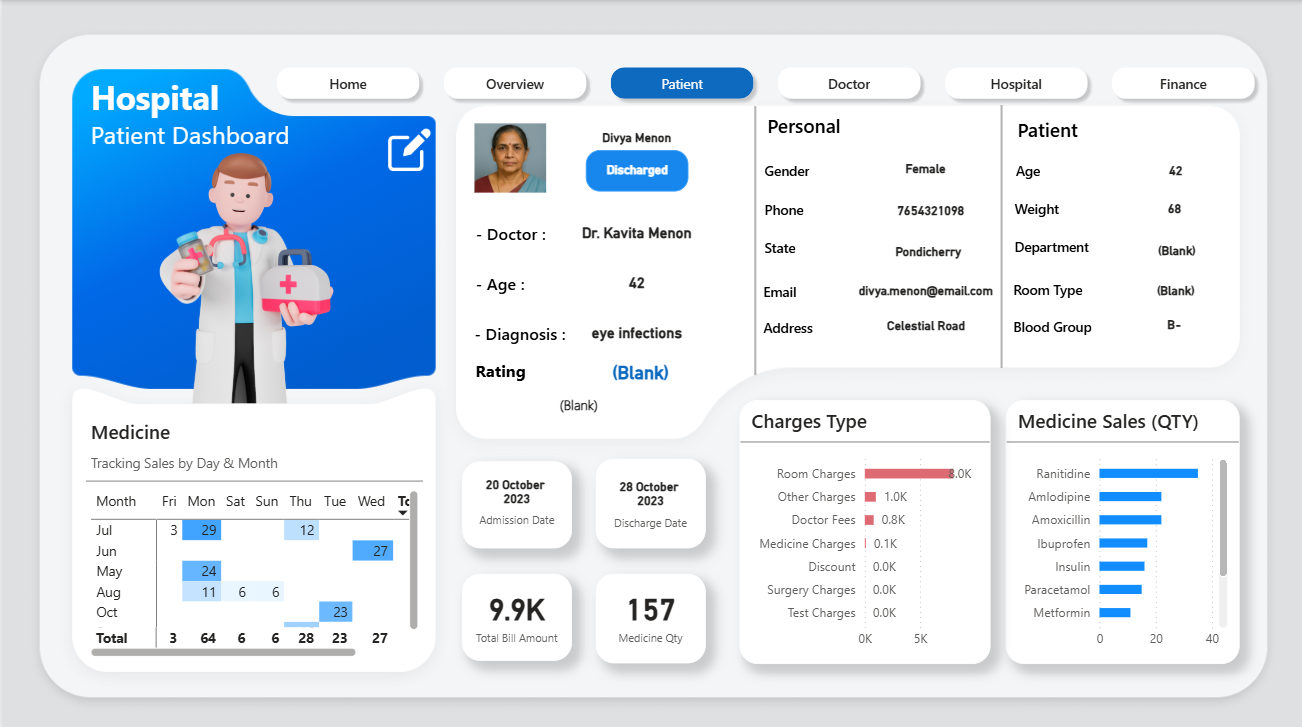 Home
Overview
Patient
Doctor
Hospital
Finance
Hospital
Patient Dashboard
Divya Menon
Discharged
- Doctor :
Dr. Kavita Menon
- Age :
42
- Diagnosis :
eye infections
Rating
(Blank)
(Blank)
Personal
Gender
Female
Phone
7654321098
State
Pondicherry
Email
divya.menon@email.com
Address
Celestial Road
Patient
Age
42
Weight
68
Department
(Blank)
Room Type
(Blank)
Blood Group
B-
Medicine
Tracking Sales by Day & Month
Month Fri Mon Sat Sun Thu Tue Wed
Jul 3 29 12
Jun 27
May 24
Aug 11 6 6
Oct 23
Total 3 64 6 6 28 23 27
20 October
2023
Admission Date
28 October
2023
Discharge Date
9.9K
Total Bill Amount
157
Medicine Qty
Charges Type
Room Charges 8.0K
Other Charges 1.0K
Doctor Fees 0.8K
Medicine Charges 0.1K
Discount 0.0K
Surgery Charges 0.0K
Test Charges 0.0K
0K 5K
Medicine Sales (QTY)
Ranitidine
Amlodipine
Amoxicillin
Ibuprofen
Insulin
Paracetamol
Metformin
0 20 40